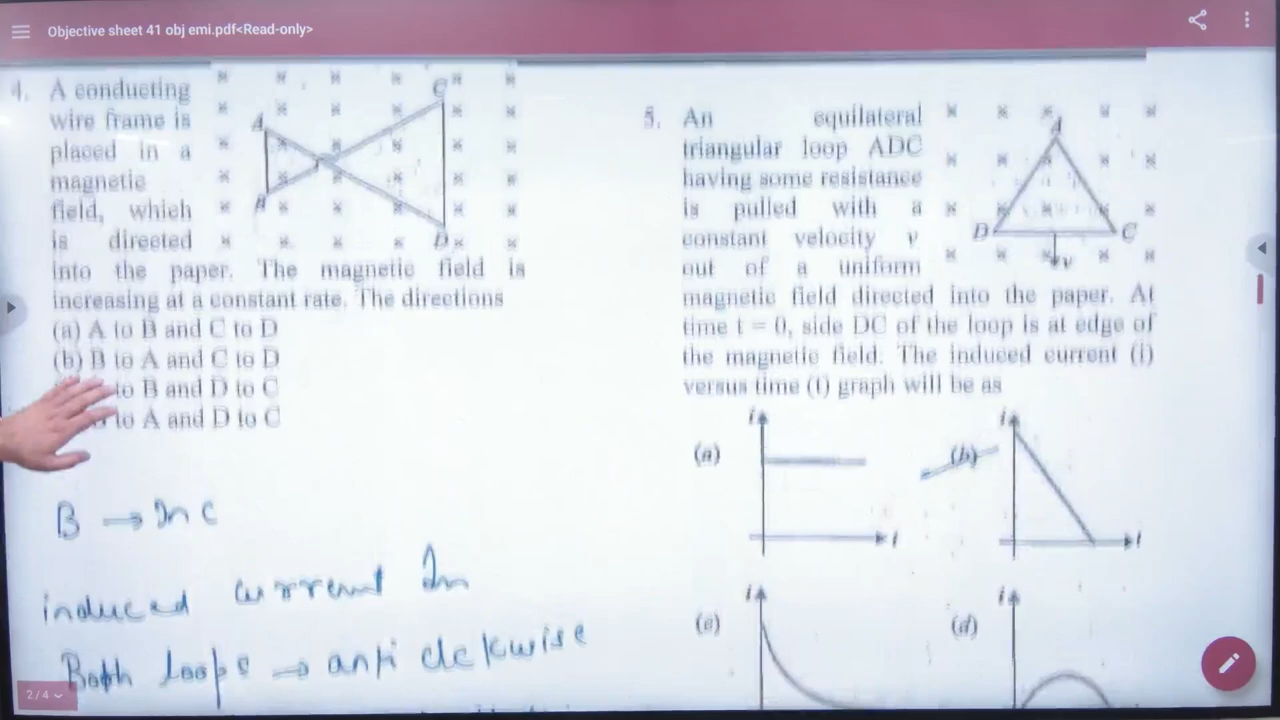 Objective sheet 41 obj emi.pdf<Read-only>
4. A conducting
wire frame is
placed in a
magnetic
field, which
is directed
into the paper. The magnetic field is
increasing at a constant rate. The directions
(a) A to B and C to D
(b) B to A and C to D
to B and D to C
to A and D to C
A
B
C
D
B → Inc
induced current In
Both loops → anti clckwise
5. An equilateral
triangular loop ADC
having some resistance
is pulled with a
constant velocity v
out of a uniform
magnetic field directed into the paper. At
time t = 0, side DC of the loop is at edge of
the magnetic field. The induced current (i)
versus time (t) graph will be as
A
D
C
v
(a)
i
t
(b)
i
t
(c)
i
(d)
i
2/4